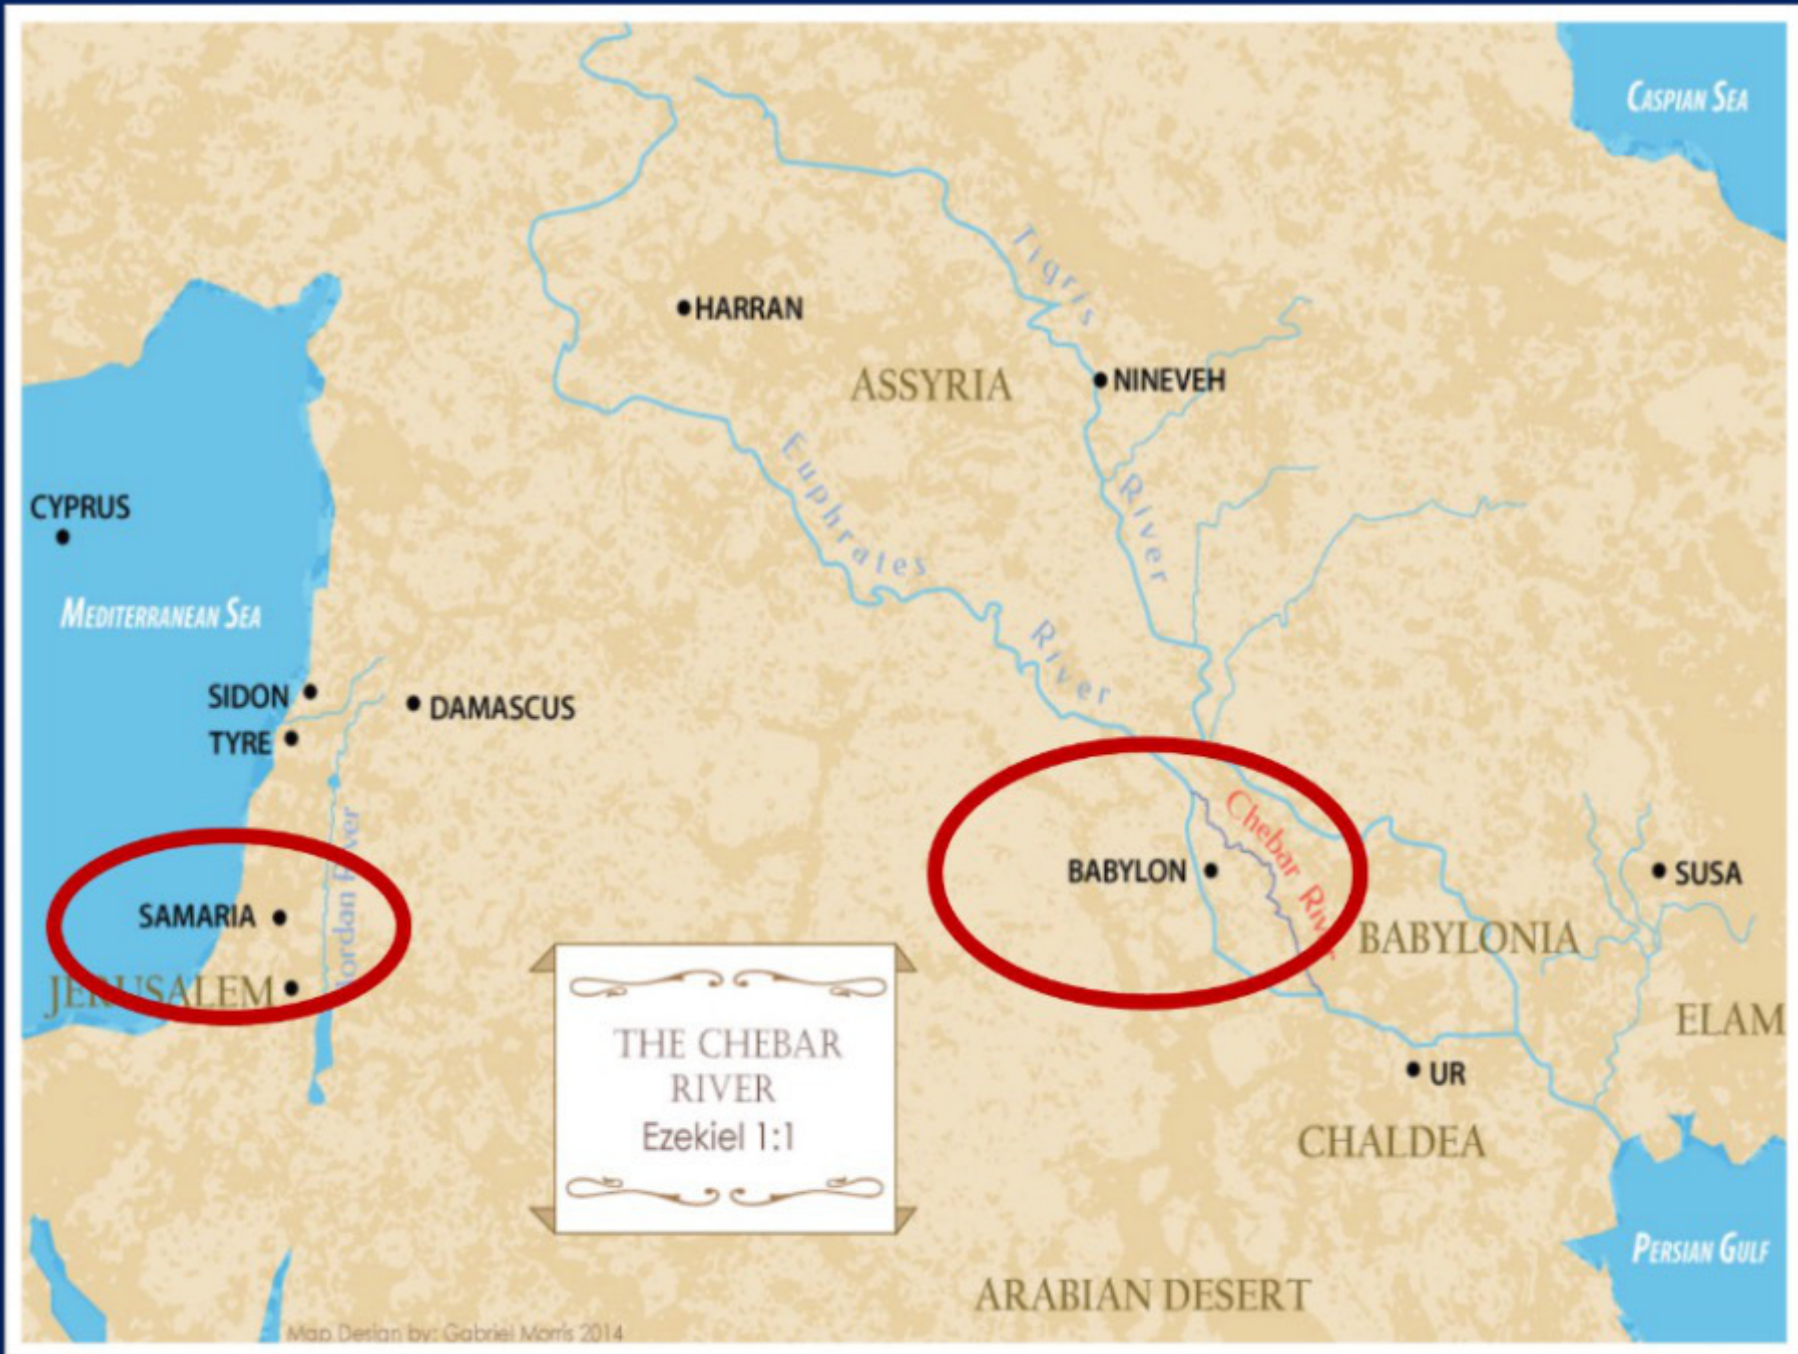 CASPIAN SEA
Tigris
HARRAN
ASSYRIA
NINEVEH
Euphrates
River
CYPRUS
MEDITERRANEAN SEA
River
SIDON
DAMASCUS
TYRE
Chebar River
Jordan River
BABYLON
SUSA
SAMARIA
BABYLONIA
JERUSALEM
ELAM
THE CHEBAR
RIVER
Ezekiel 1:1
UR
CHALDEA
PERSIAN GULF
ARABIAN DESERT
Map Design by: Gabriel Morris 2014